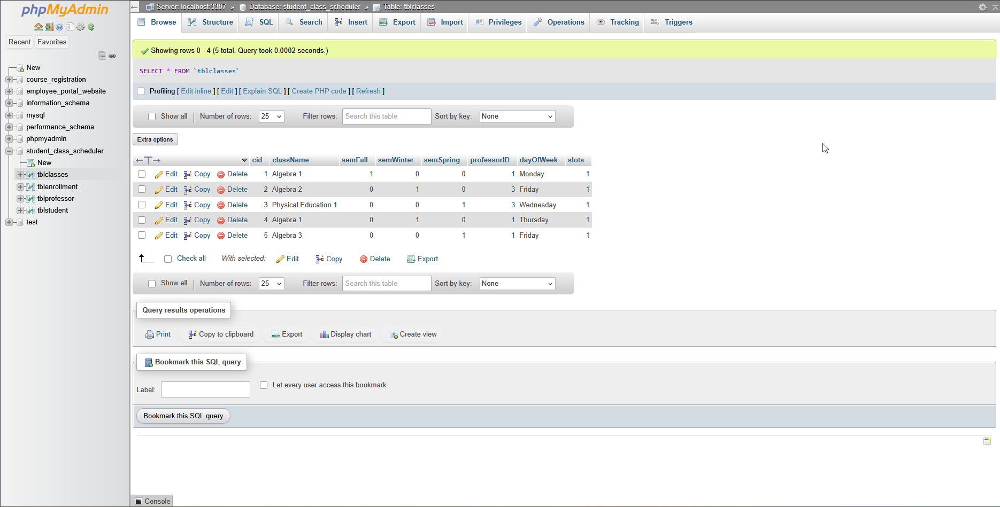 phpMyAdmin
Recent Favorites
New
course_registration
employee_portal_website
information_schema
mysql
performance_schema
phpmyadmin
student_class_scheduler
New
tblclasses
tblenrollment
tblprofessor
tblstudent
test
Server: localhost:3307 » Database: student_class_scheduler » Table: tblclasses
Browse Structure SQL Search Insert Export Import Privileges Operations Tracking Triggers
Showing rows 0 - 4 (5 total, Query took 0.0002 seconds.)
SELECT * FROM `tblclasses`
Profiling [ Edit inline ] [ Edit ] [ Explain SQL ] [ Create PHP code ] [ Refresh ]
Show all Number of rows: 25 Filter rows: Search this table Sort by key: None
Extra options
cid className semFall semWinter semSpring professorID dayOfWeek slots
Edit Copy Delete 1 Algebra 1 1 0 0 1 Monday 1
Edit Copy Delete 2 Algebra 2 0 1 0 3 Friday 1
Edit Copy Delete 3 Physical Education 1 0 0 1 3 Wednesday 1
Edit Copy Delete 4 Algebra 1 0 1 0 1 Thursday 1
Edit Copy Delete 5 Algebra 3 0 0 1 1 Friday 1
Check all With selected: Edit Copy Delete Export
Show all Number of rows: 25 Filter rows: Search this table Sort by key: None
Query results operations
Print Copy to clipboard Export Display chart Create view
Bookmark this SQL query
Label: Let every user access this bookmark
Bookmark this SQL query
Console